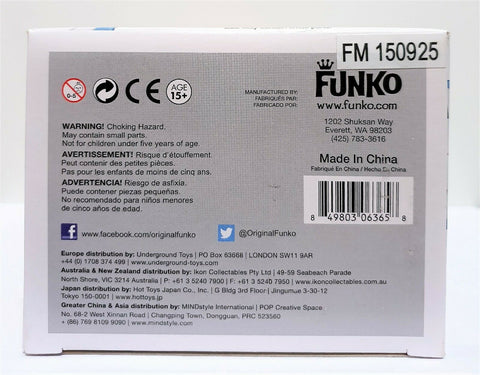 FM 150925
0-5
CE
AGE
15+
MANUFACTURED BY:
FABRIQUÉS PAR:
FABRICADO POR:
FUNKO
www.funko.com
1202 Shuksan Way
Everett, WA 98203
(425) 783-3616
WARNING! Choking Hazard.
May contain small parts.
Not for children under five years of age.
AVERTISSEMENT! Risque d'étouffement.
Peut contenir des petites pièces.
Pas pour les enfants de moins de cinq ans.
ADVERTENCIA! Riesgo de asfixia.
Puede contener piezas pequeñas.
No recomendado para niños menores
de cinco años de edad.
Made In China
Fabriqué En China / Hecho En China
8 49803 06365 8
www.facebook.com/originalfunko
@OriginalFunko
Europe distribution by: Underground Toys | PO Box 63668 | LONDON SW11 9AR
+44 (0) 1708 374 499 | www.underground-toys.com
Australia & New Zealand distribution by: Ikon Collectables Pty Ltd | 49-59 Seabeach Parade
North Shore, VIC 3214 Australia | P: +61 3 5240 7900 | F: +61 3 5240 7950 | www.ikoncollectables.com.au
Japan distribution by: Hot Toys Japan Co., Inc. | G Bldg 3rd Floor | Jingumae 3-30-12
Tokyo 150-0001 | www.hottoys.jp
Greater China & Asia distribution by: MINDstyle International | POP Creative Space
No. 68-2 West Xinnan Road | Changping Town, Dongguan, PRC 523560
+ (86) 769 8109 9090 | www.mindstyle.com